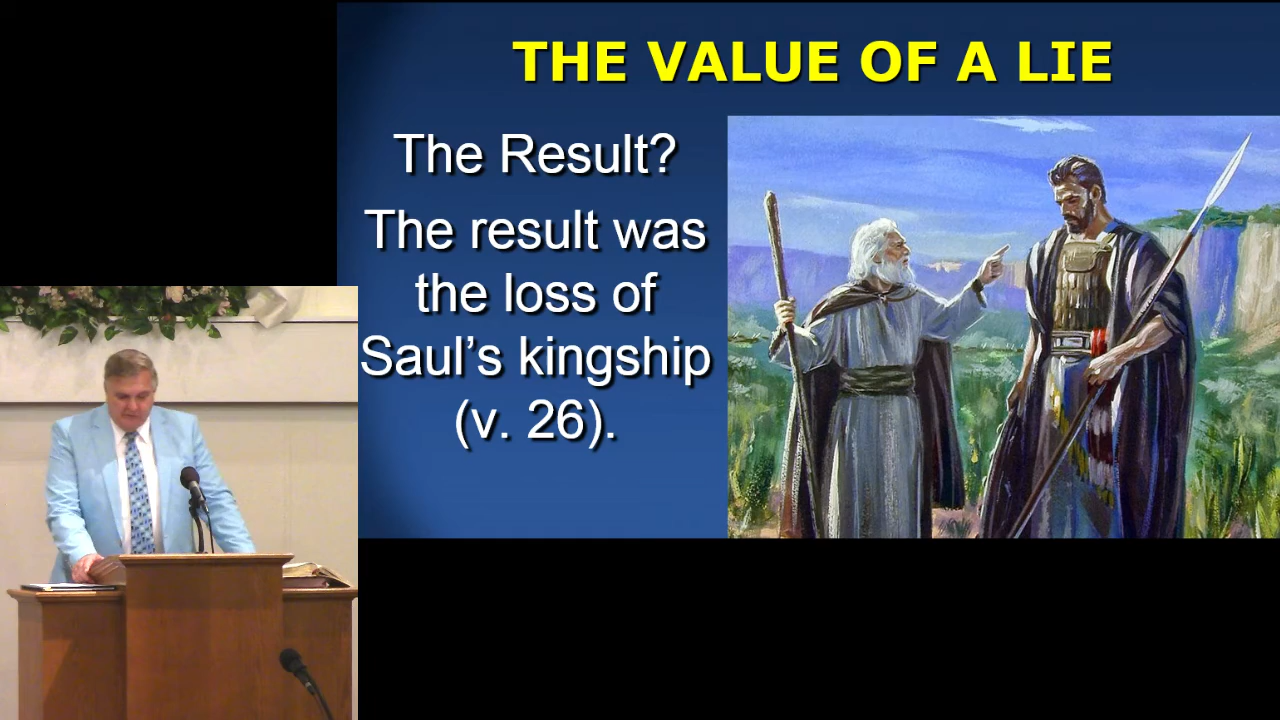 THE VALUE OF A LIE
The Result?
The result was
the loss of
Saul’s kingship
(v. 26).